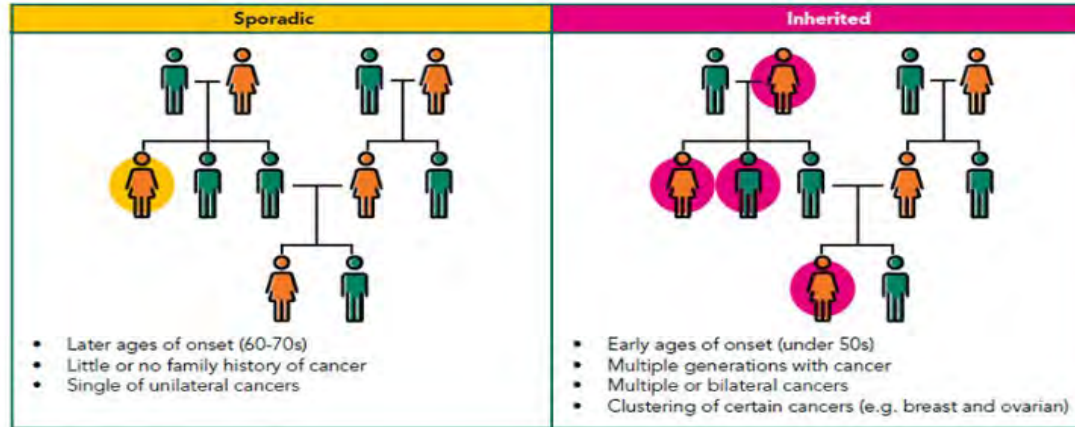 Sporadic
Inherited
• Later ages of onset (60-70s)
• Little or no family history of cancer
• Single of unilateral cancers
• Early ages of onset (under 50s)
• Multiple generations with cancer
• Multiple or bilateral cancers
• Clustering of certain cancers (e.g. breast and ovarian)